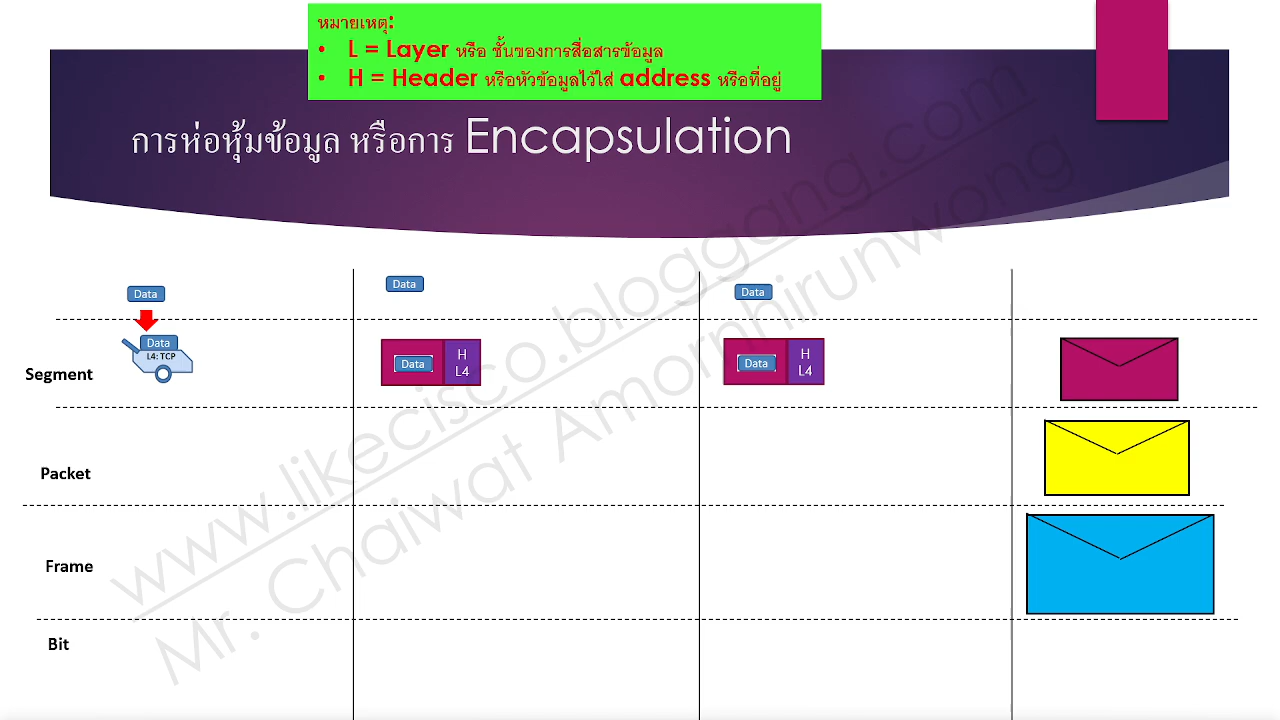 หมายเหตุ:
• L = Layer หรือ ชั้นของการสื่อสารข้อมูล
• H = Header หรือหัวข้อมูลไว้ใส่ address หรือที่อยู่
การห่อหุ้มข้อมูล หรือการ Encapsulation
Data
Data
Data
Data
L4: TCP
Segment
Data
H
L4
Data
H
L4
Packet
Frame
Bit
www.likecisco.bloggang.com
Mr. Chaiwat Amornhirunwong